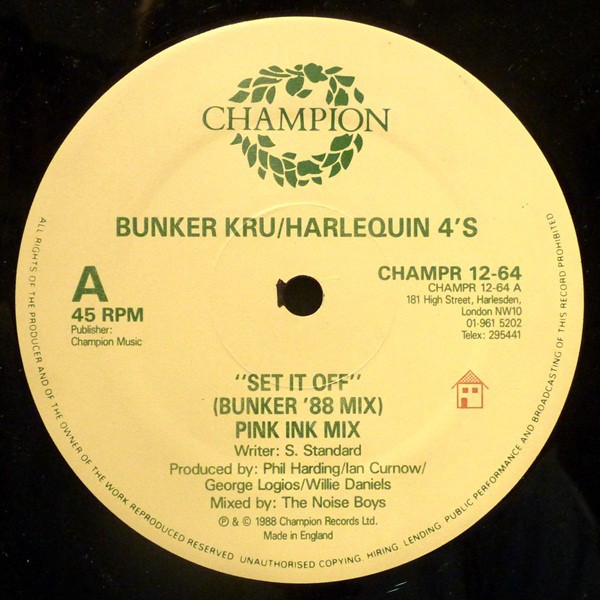 CHAMPION
BUNKER KRU/HARLEQUIN 4'S
A
45 RPM
Publisher:
Champion Music
CHAMPR 12-64
CHAMPR 12-64 A
181 High Street, Harlesden,
London NW10
01-961 5202
Telex: 295441
"SET IT OFF"
(BUNKER '88 MIX)
PINK INK MIX
Writer: S. Standard
Produced by: Phil Harding/Ian Curnow/
George Logios/Willie Daniels
Mixed by: The Noise Boys
℗ & © 1988 Champion Records Ltd.
Made in England
ALL RIGHTS OF THE PRODUCER AND OF THE OWNER OF THE WORK REPRODUCED RESERVED. UNAUTHORISED COPYING, HIRING, LENDING, PUBLIC PERFORMANCE AND BROADCASTING OF THIS RECORD PROHIBITED